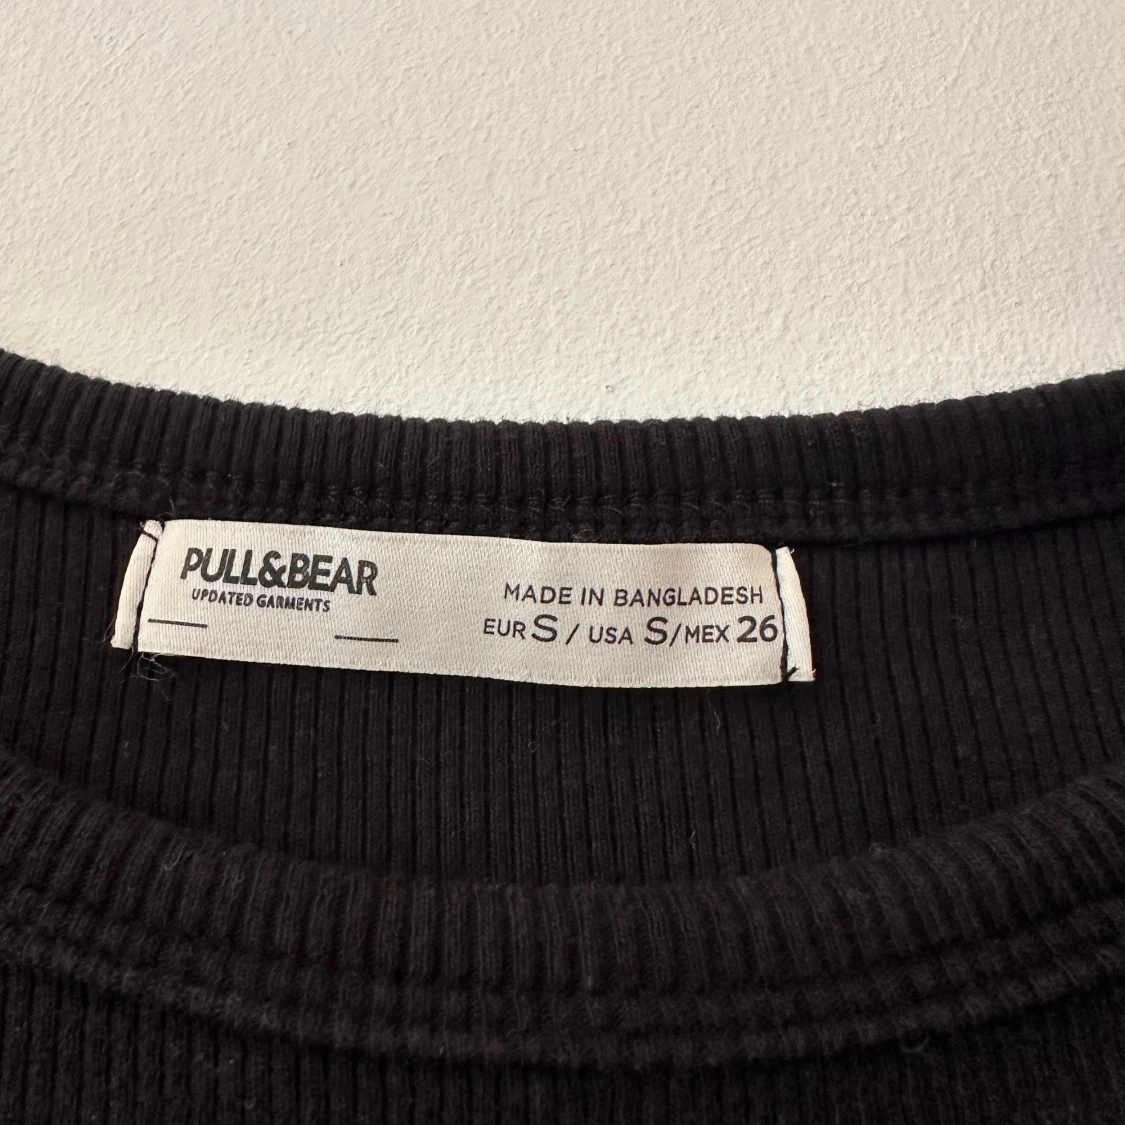 PULL&BEAR
UPDATED GARMENTS
MADE IN BANGLADESH
EUR S / USA S/MEX 26